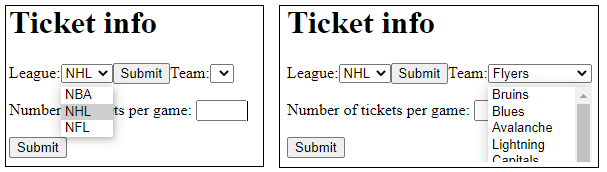 Ticket info
League: NHL Submit Team:
NBA
NHL
NFL
Number ts per game:
Submit
Ticket info
League: NHL Submit Team: Flyers
Bruins
Blues
Avalanche
Lightning
Capitals
Number of tickets per game:
Submit